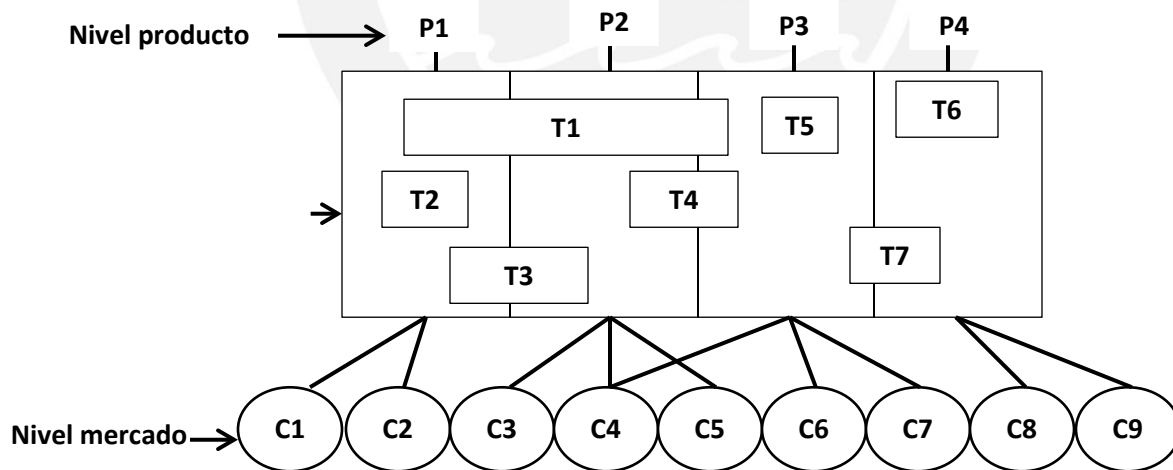 Nivel producto
P1 P2 P3 P4
T1 T5 T6
T2 T4
T3 T7
Nivel mercado
C1 C2 C3 C4 C5 C6 C7 C8 C9